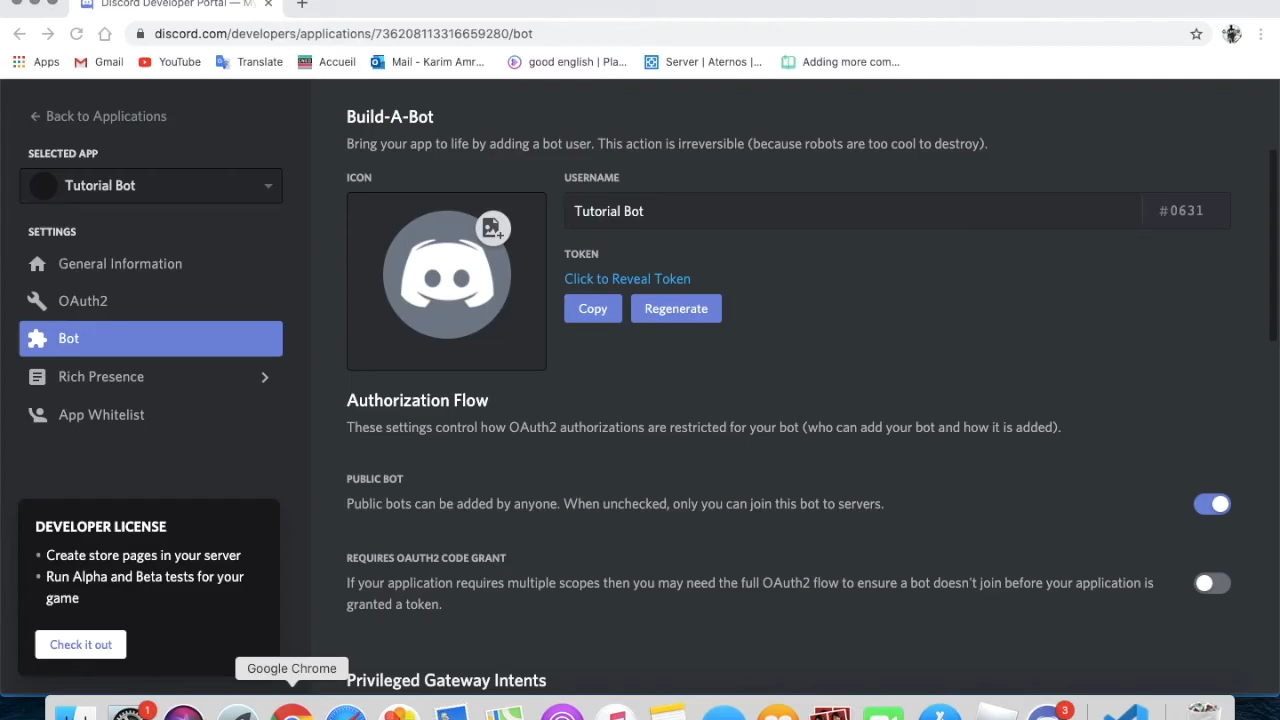 Discord Developer Portal — My
discord.com/developers/applications/736208113316659280/bot
Apps
Gmail
YouTube
Translate
Accueil
Mail - Karim Amr...
good english | Pla...
Server | Aternos |...
Adding more com...
Back to Applications
SELECTED APP
Tutorial Bot
SETTINGS
General Information
OAuth2
Bot
Rich Presence
App Whitelist
DEVELOPER LICENSE
• Create store pages in your server
• Run Alpha and Beta tests for your
game
Check it out
Build-A-Bot
Bring your app to life by adding a bot user. This action is irreversible (because robots are too cool to destroy).
ICON
USERNAME
Tutorial Bot
#0631
TOKEN
Click to Reveal Token
Copy
Regenerate
Authorization Flow
These settings control how OAuth2 authorizations are restricted for your bot (who can add your bot and how it is added).
PUBLIC BOT
Public bots can be added by anyone. When unchecked, only you can join this bot to servers.
REQUIRES OAUTH2 CODE GRANT
If your application requires multiple scopes then you may need the full OAuth2 flow to ensure a bot doesn't join before your application is
granted a token.
Privileged Gateway Intents
Google Chrome
1
3